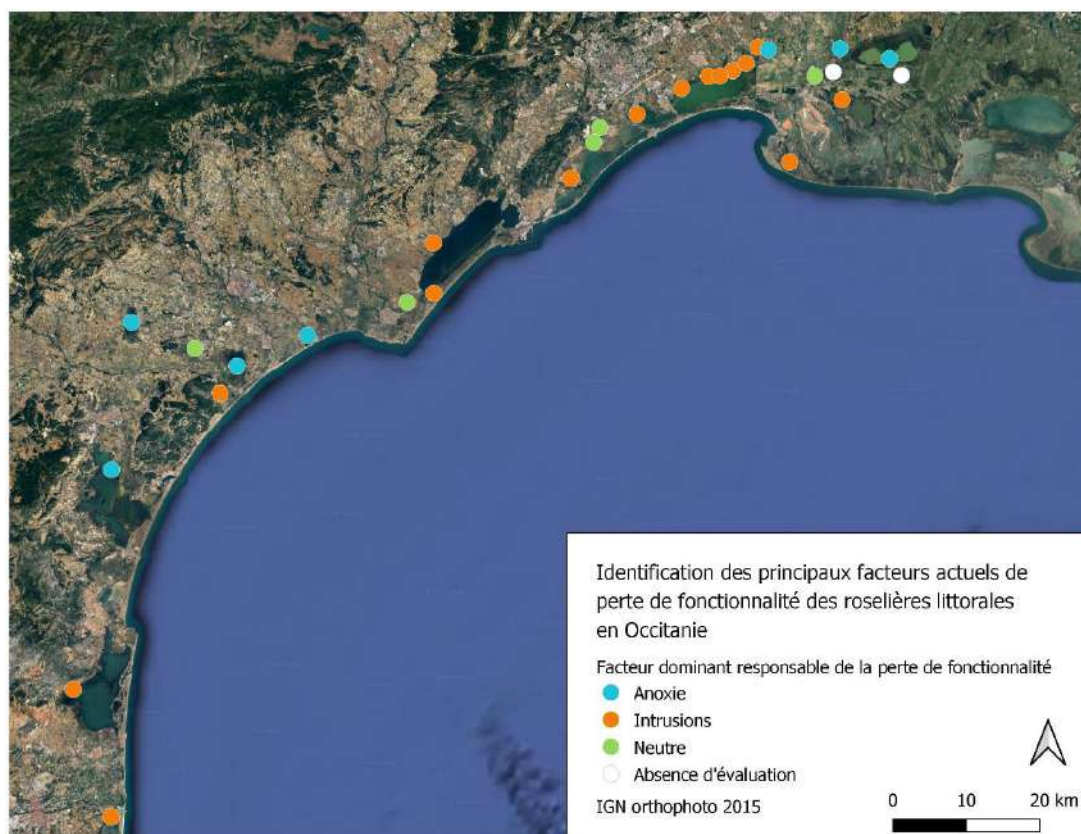 Identification des principaux facteurs actuels de
perte de fonctionnalité des roselières littorales
en Occitanie
Facteur dominant responsable de la perte de fonctionnalité
Anoxie
Intrusions
Neutre
Absence d'évaluation
IGN orthophoto 2015
0 10 20 km